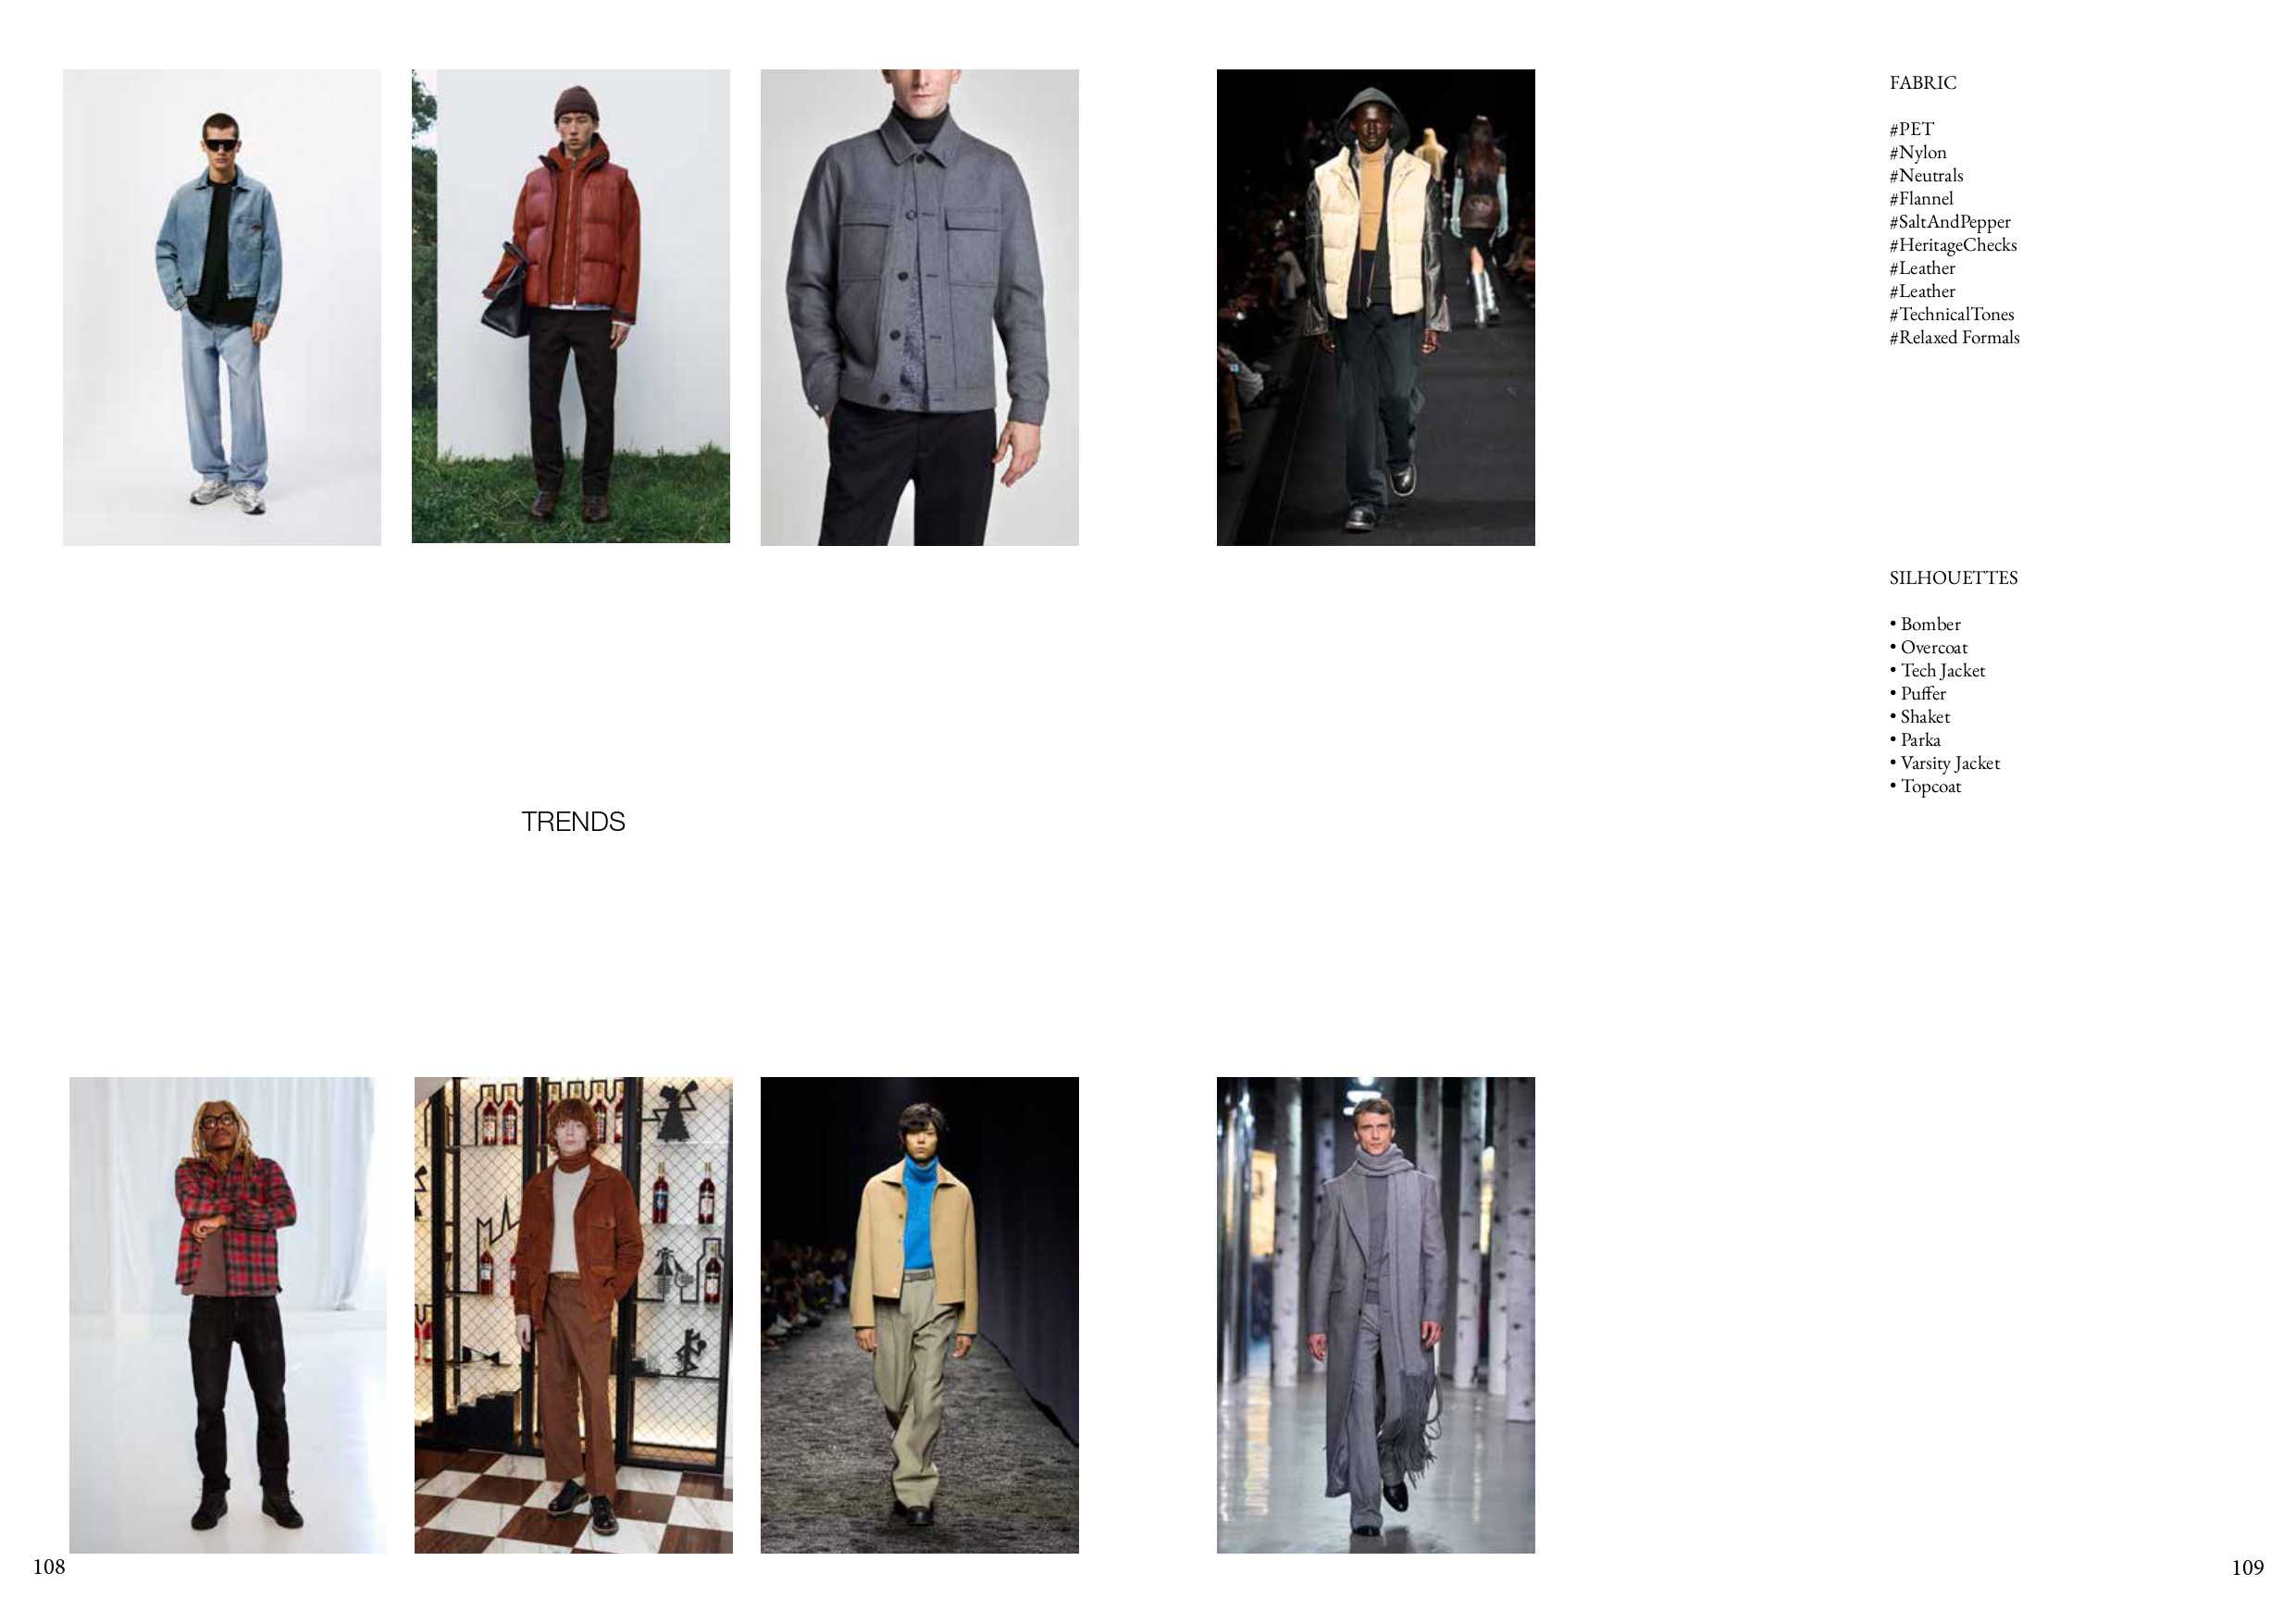 FABRIC
#PET
#Nylon
#Neutrals
#Flannel
#SaltAndPepper
#HeritageChecks
#Leather
#Leather
#TechnicalTones
#Relaxed Formals
SILHOUETTES
• Bomber
• Overcoat
• Tech Jacket
• Puffer
• Shaket
• Parka
• Varsity Jacket
• Topcoat
TRENDS
108
109